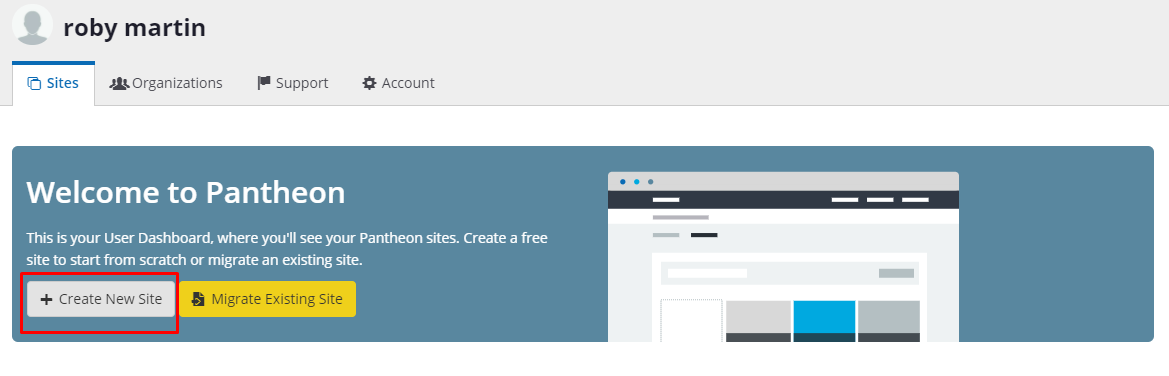 roby martin
Sites Organizations Support Account
Welcome to Pantheon
This is your User Dashboard, where you'll see your Pantheon sites. Create a free
site to start from scratch or migrate an existing site.
Create New Site Migrate Existing Site